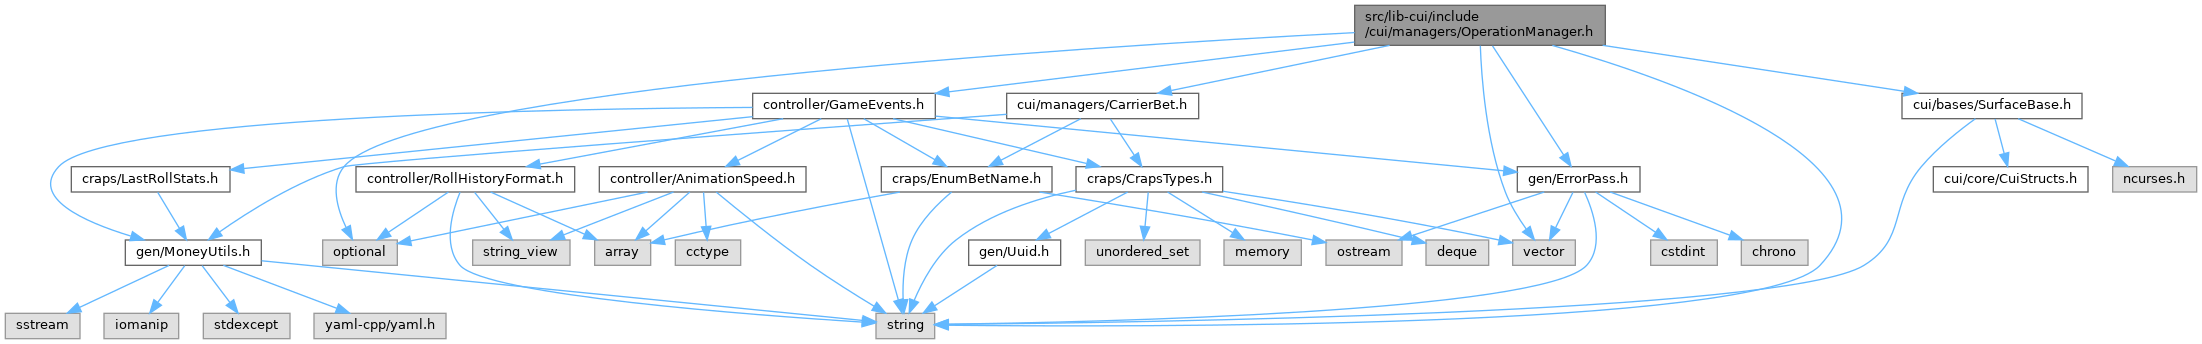 src/lib-cui/include
/cui/managers/OperationManager.h
controller/GameEvents.h
cui/managers/CarrierBet.h
cui/bases/SurfaceBase.h
craps/LastRollStats.h
controller/RollHistoryFormat.h
controller/AnimationSpeed.h
craps/EnumBetName.h
craps/CrapsTypes.h
gen/ErrorPass.h
cui/core/CuiStructs.h
ncurses.h
gen/MoneyUtils.h
optional
string_view
array
cctype
gen/Uuid.h
unordered_set
memory
ostream
deque
vector
cstdint
chrono
sstream
iomanip
stdexcept
yaml-cpp/yaml.h
string